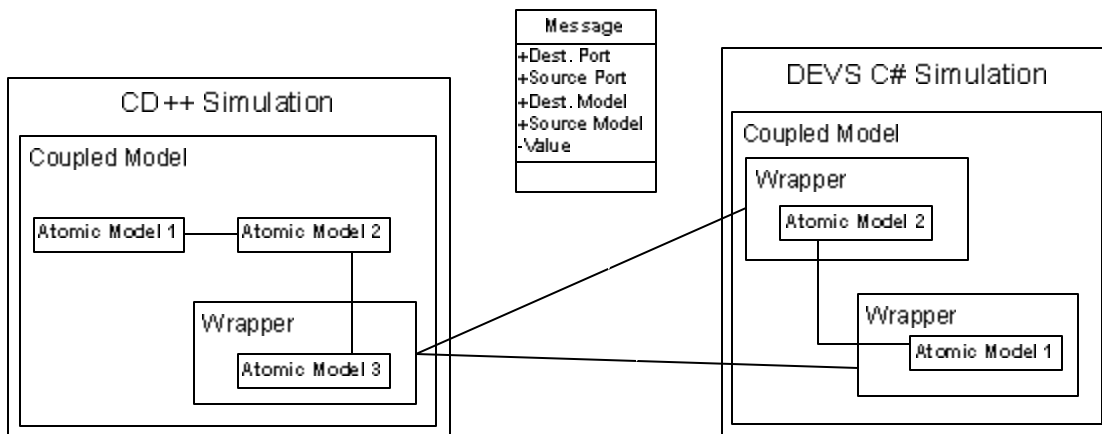 Message
+Dest. Port
+Source Port
+Dest. Model
+Source Model
-Value
CD++ Simulation
Coupled Model
Atomic Model 1
Atomic Model 2
Wrapper
Atomic Model 3
DEVS C# Simulation
Coupled Model
Wrapper
Atomic Model 2
Wrapper
Atomic Model 1